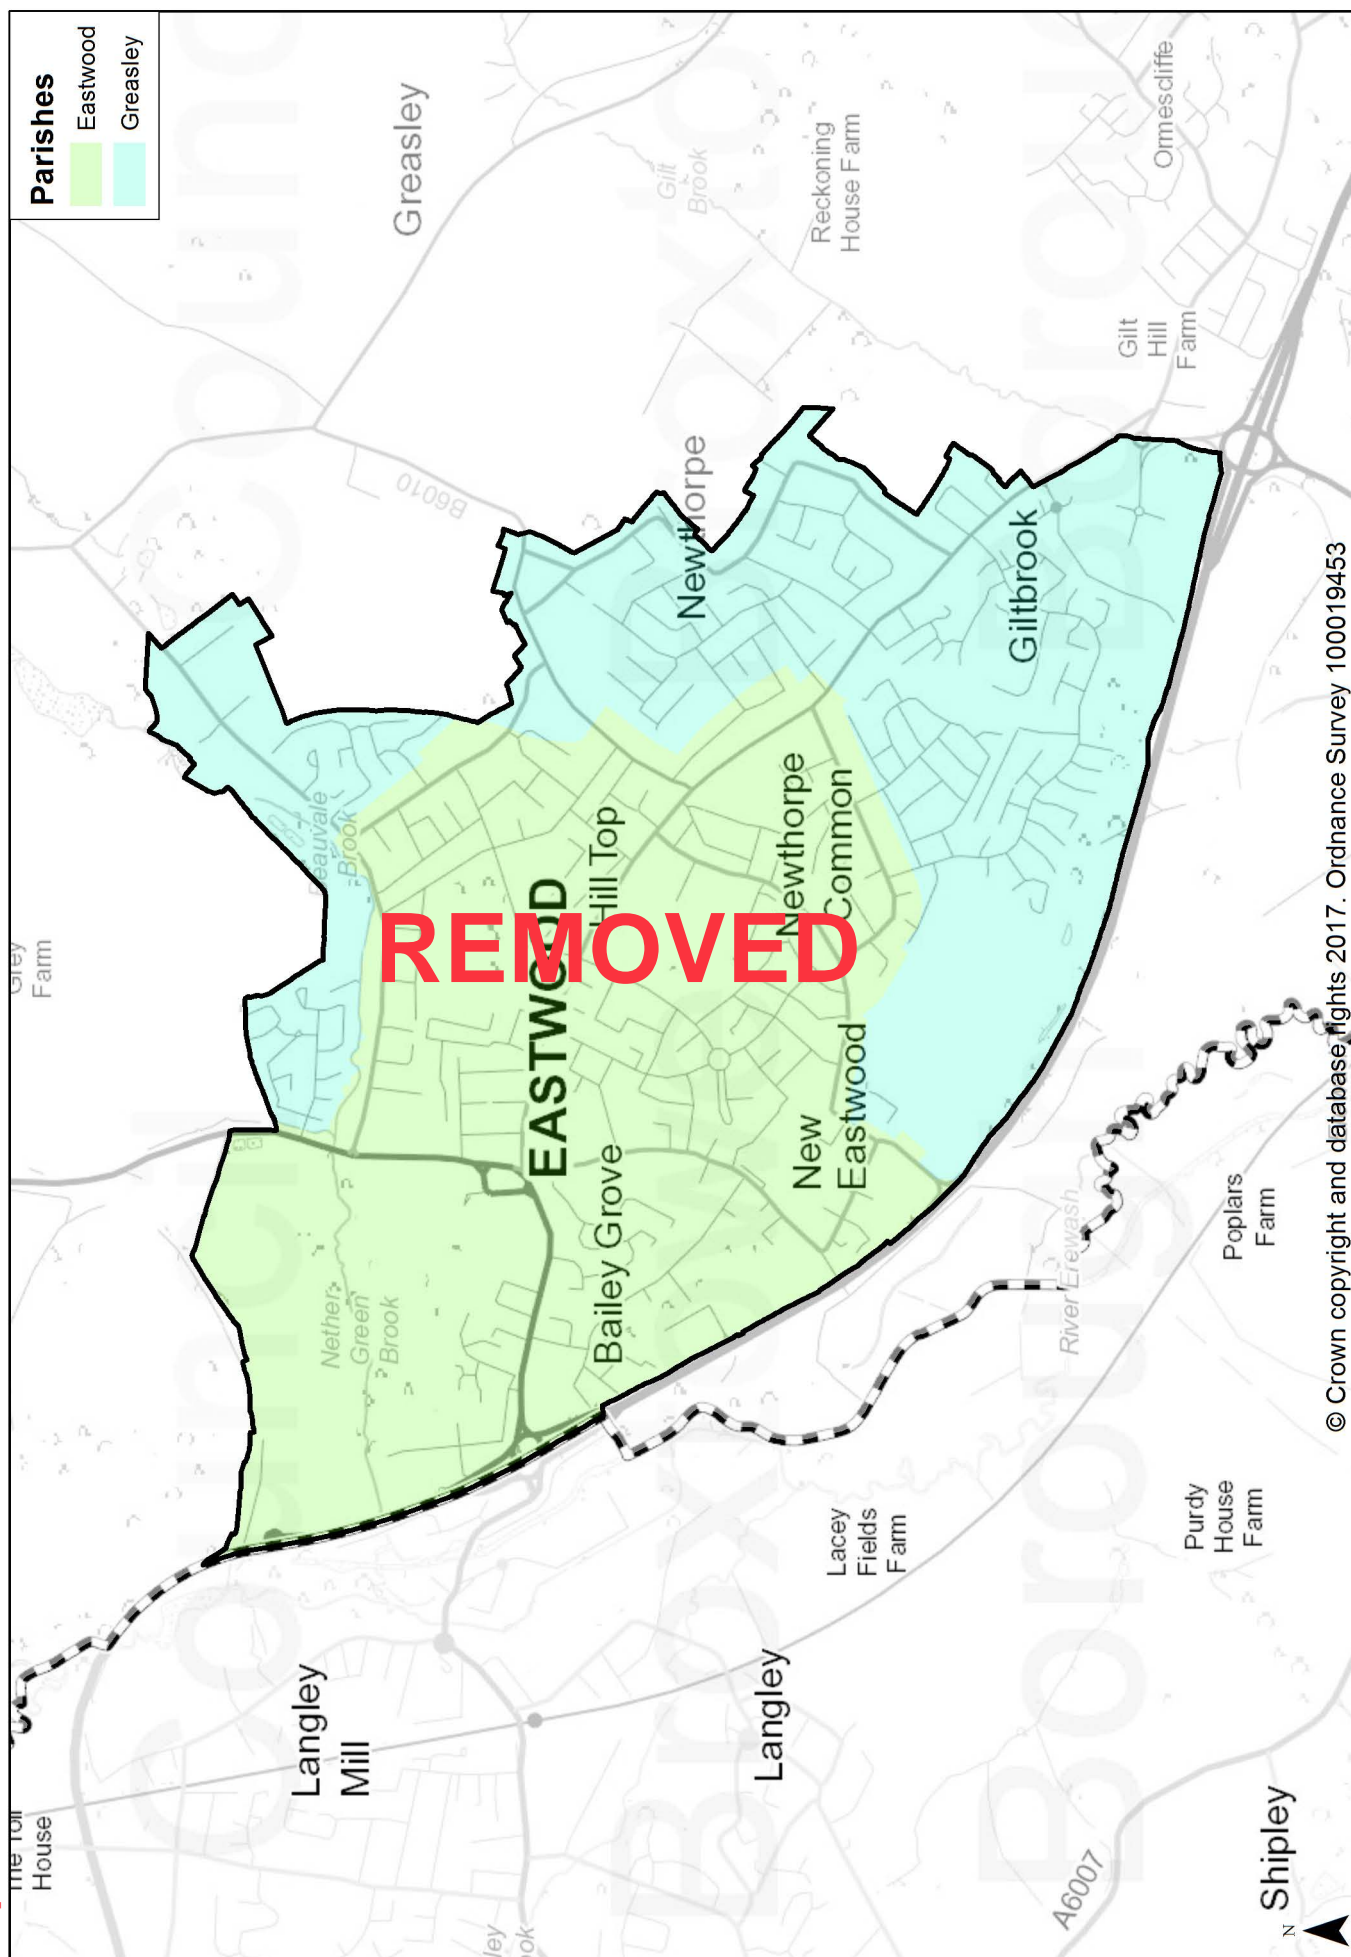 Parishes
Eastwood
Greasley
Greasley
Gilt
Brook
Reckoning
House Farm
Ormescliffe
Gilt
Hill
Farm
B6010
Newthorpe
Giltbrook
Beauvale
Brook
Hill Top
Newthorpe
Common
EASTWOOD
REMOVED
Farm
New
Eastwood
Bailey Grove
Nether
Green
Brook
River Erewash
Poplars
Farm
Lacey
Fields
Farm
Purdy
House
Farm
Langley
Mill
Langley
House
A6007
Shipley
N
© Crown copyright and database rights 2017. Ordnance Survey 100019453
Broxtowe
Borough
Council